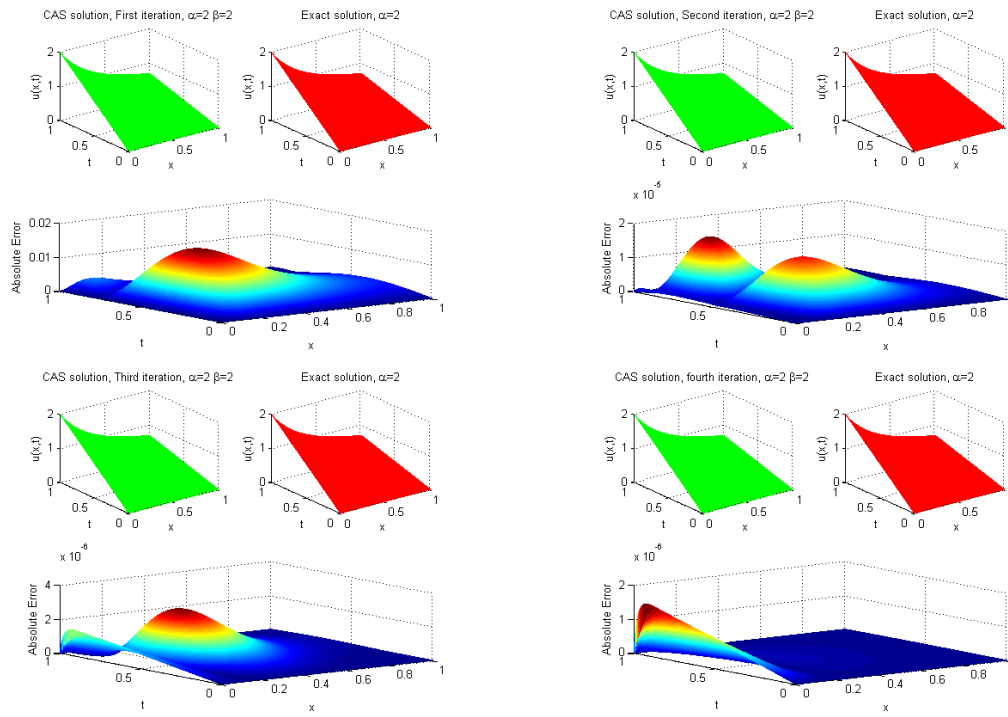 CAS solution, First iteration, α=2 β=2
Exact solution, α=2
2
1
0
1
0.5
0
0
0.5
1
u(x,t)
t
x
2
1
0
1
0.5
0
0
0.5
1
u(x,t)
t
x
0.02
0.01
0
1
0.5
0
0
0.2
0.4
0.6
0.8
1
Absolute Error
t
x
CAS solution, Second iteration, α=2 β=2
Exact solution, α=2
2
1
0
1
0.5
0
0
0.5
1
u(x,t)
t
x
2
1
0
1
0.5
0
0
0.5
1
u(x,t)
t
x
x 10^-5
2
1
0
1
0.5
0
0
0.2
0.4
0.6
0.8
1
Absolute Error
t
x
CAS solution, Third iteration, α=2 β=2
Exact solution, α=2
2
1
0
1
0.5
0
0
0.5
1
u(x,t)
t
x
2
1
0
1
0.5
0
0
0.5
1
u(x,t)
t
x
x 10^-6
4
2
0
1
0.5
0
0
0.2
0.4
0.6
0.8
1
Absolute Error
t
x
CAS solution, fourth iteration, α=2 β=2
Exact solution, α=2
2
1
0
1
0.5
0
0
0.5
1
u(x,t)
t
x
2
1
0
1
0.5
0
0
0.5
1
u(x,t)
t
x
x 10^-6
2
1
0
1
0.5
0
0
0.2
0.4
0.6
0.8
1
Absolute Error
t
x